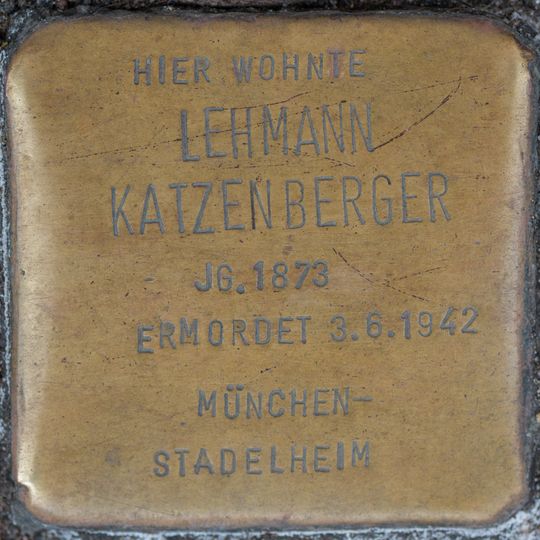 HIER WOHNTE
LEHMANN
KATZENBERGER
JG. 1873
ERMORDET 3.6.1942
MÜNCHEN-
STADELHEIM